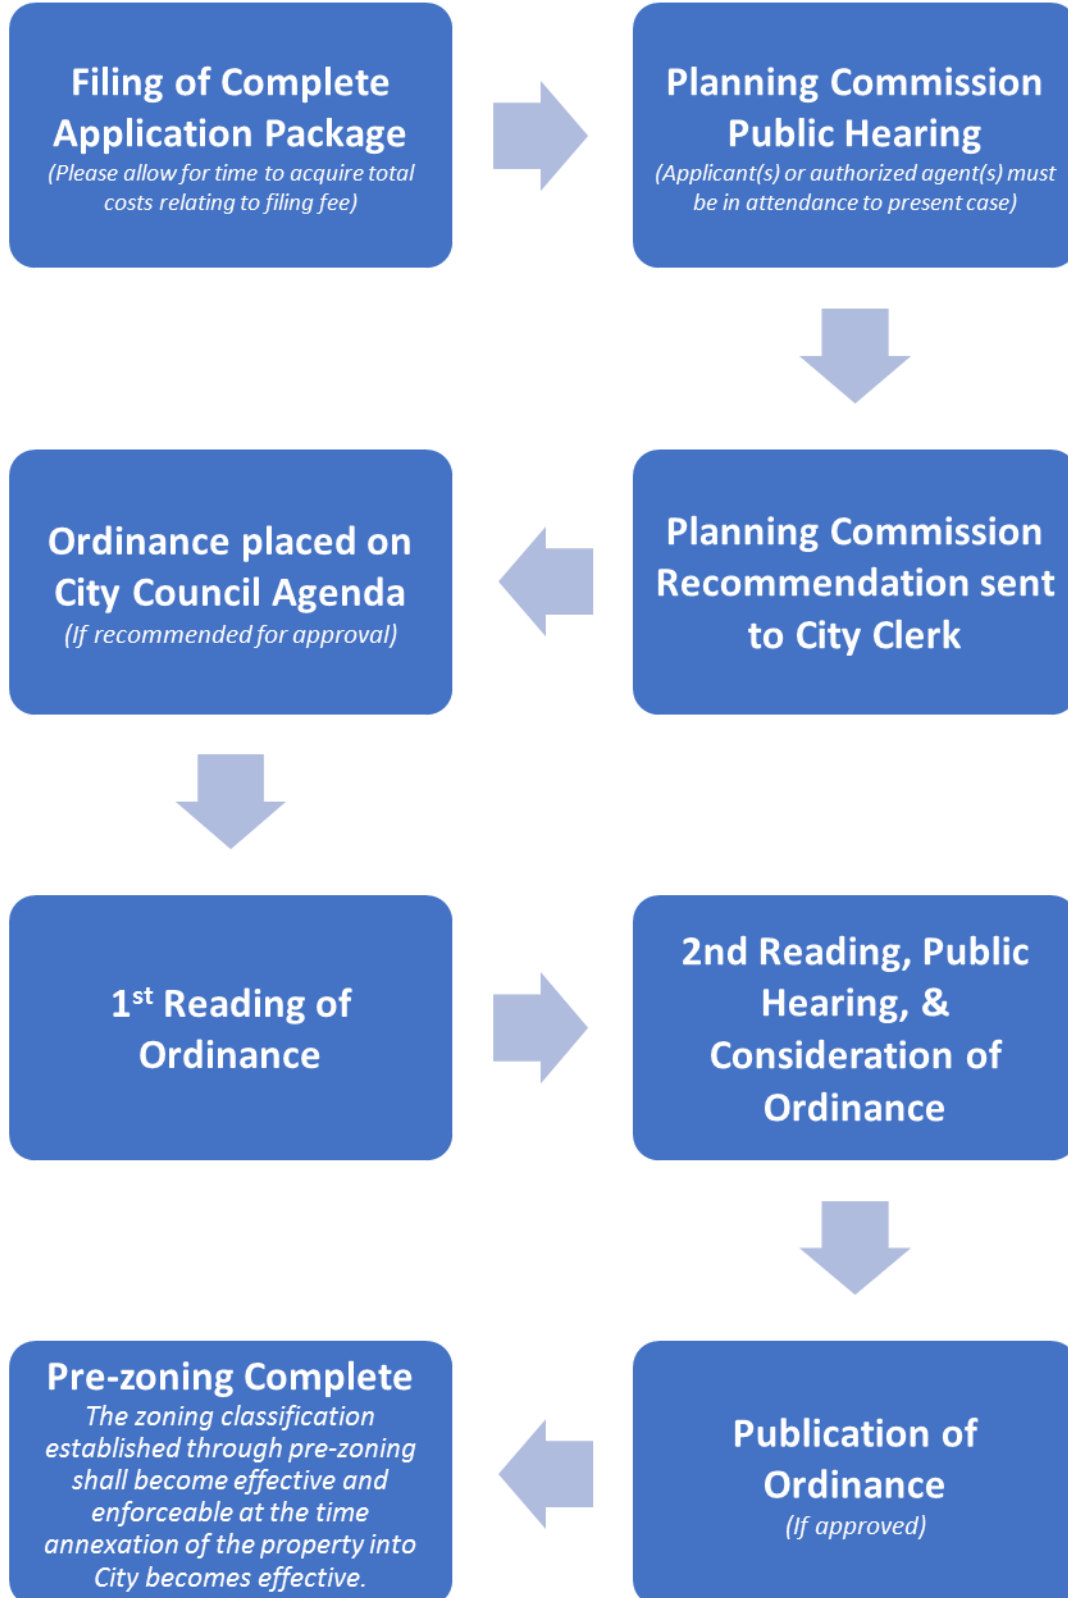 Filing of Complete
Application Package
(Please allow for time to acquire total
costs relating to filing fee)
Planning Commission
Public Hearing
(Applicant(s) or authorized agent(s) must
be in attendance to present case)
Planning Commission
Recommendation sent
to City Clerk
Ordinance placed on
City Council Agenda
(If recommended for approval)
1st Reading of
Ordinance
2nd Reading, Public
Hearing, &
Consideration of
Ordinance
Publication of
Ordinance
(If approved)
Pre-zoning Complete
The zoning classification
established through pre-zoning
shall become effective and
enforceable at the time
annexation of the property into
City becomes effective.